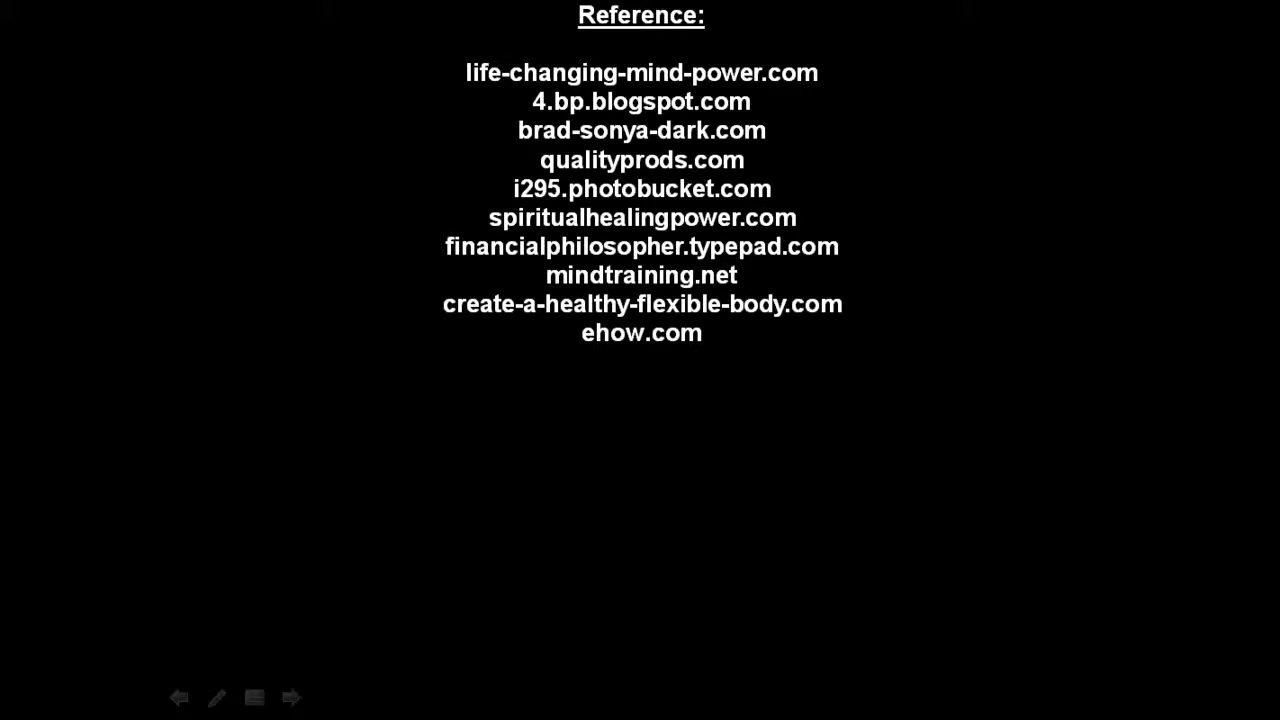 Reference:
life-changing-mind-power.com
4.bp.blogspot.com
brad-sonya-dark.com
qualityprods.com
i295.photobucket.com
spiritualhealingpower.com
financialphilosopher.typepad.com
mindtraining.net
create-a-healthy-flexible-body.com
ehow.com